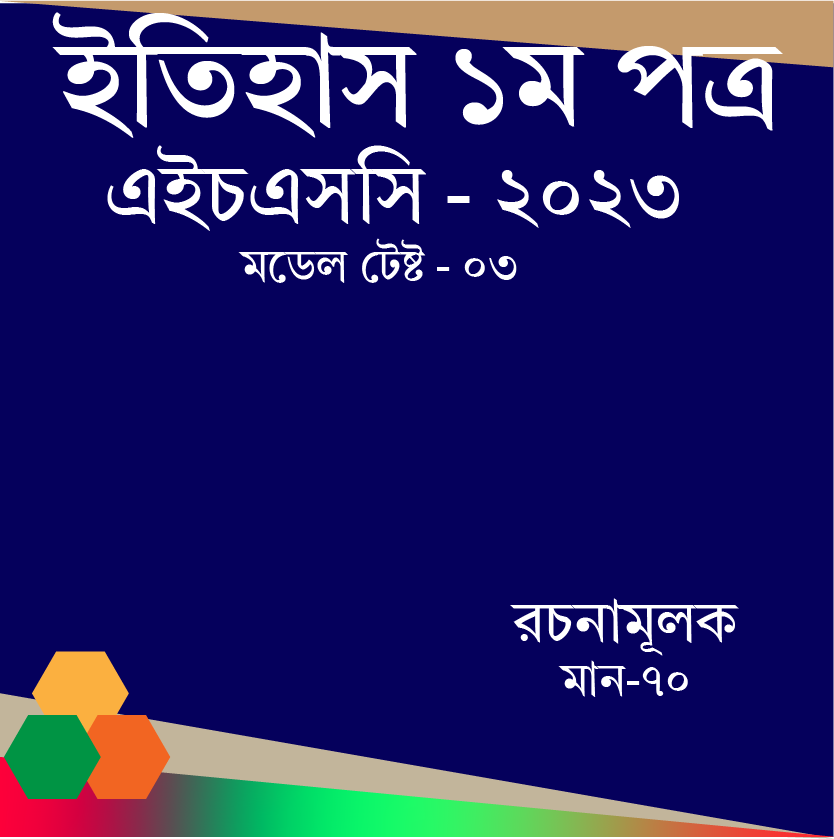 ইতিহাস ১ম পত্র
এইচএসসি - ২০২৩
মডেল টেষ্ট - ০৩
রচনামূলক
মান-৭০